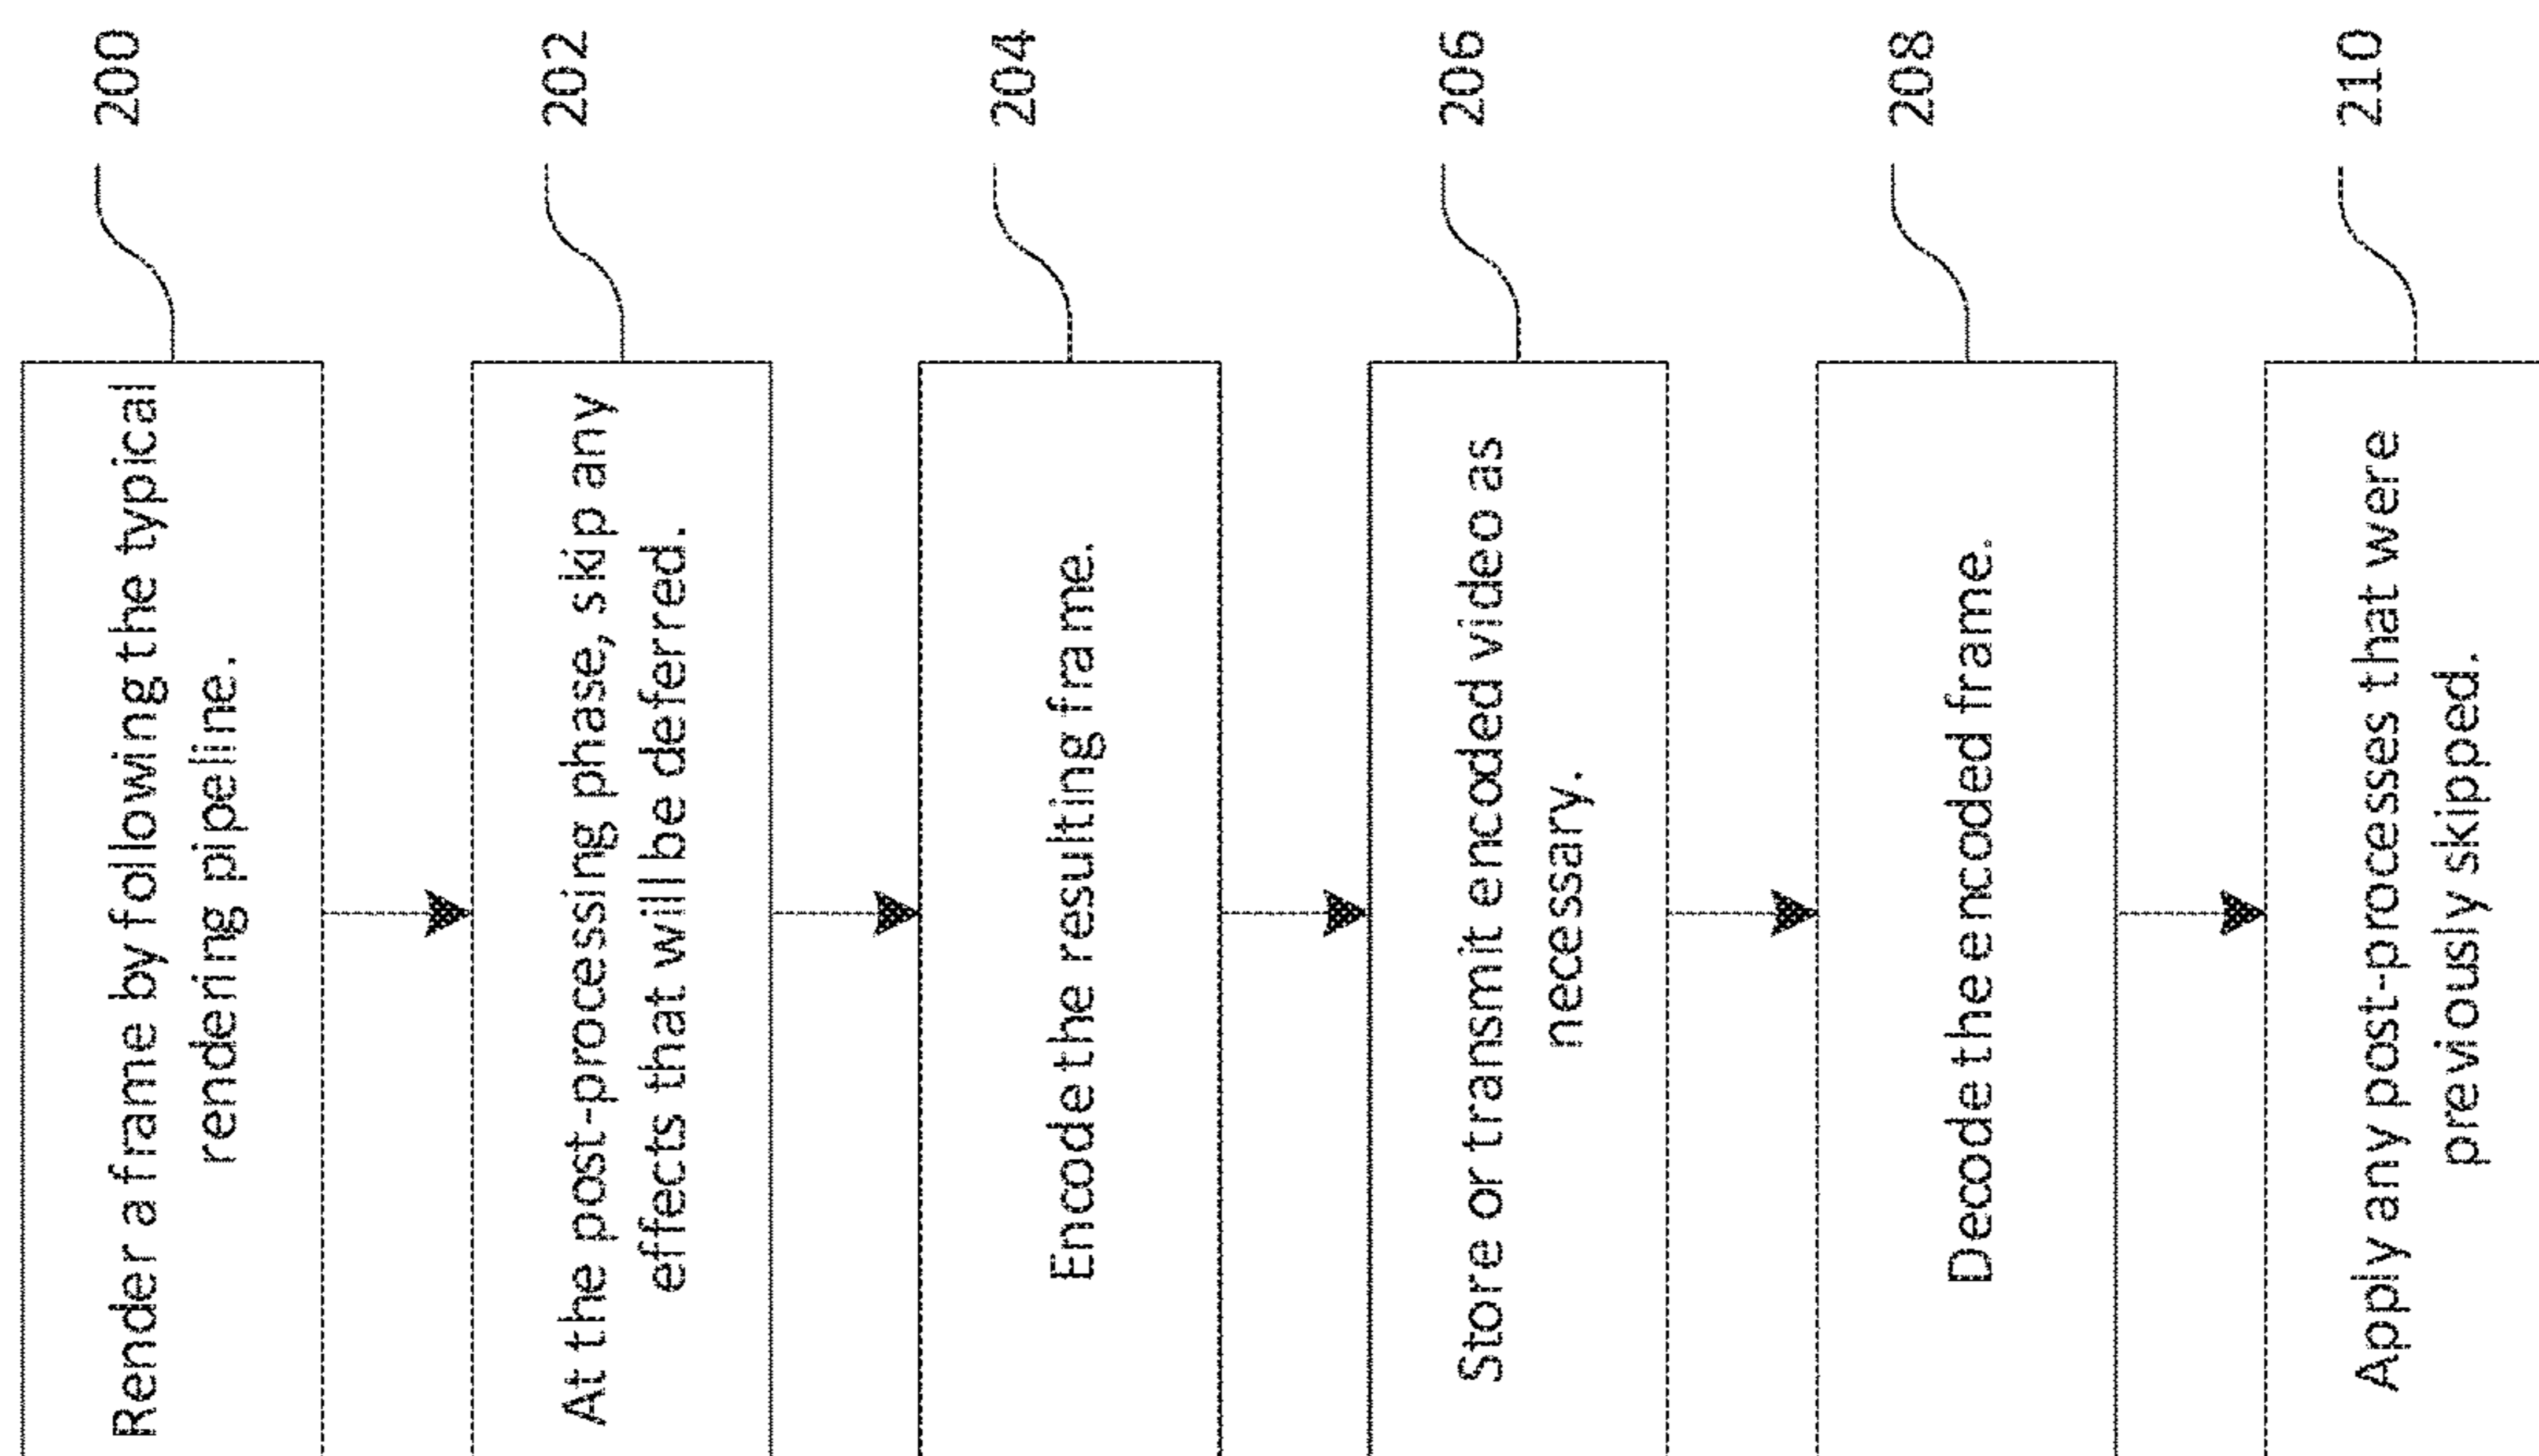 Render a frame by following the typical
rendering pipeline.
200
At the post-processing phase, skip any
effects that will be deferred.
202
Encode the resulting frame.
204
Store or transmit encoded video as
necessary.
206
Decode the encoded frame.
208
Apply any post-processes that were
previously skipped.
210